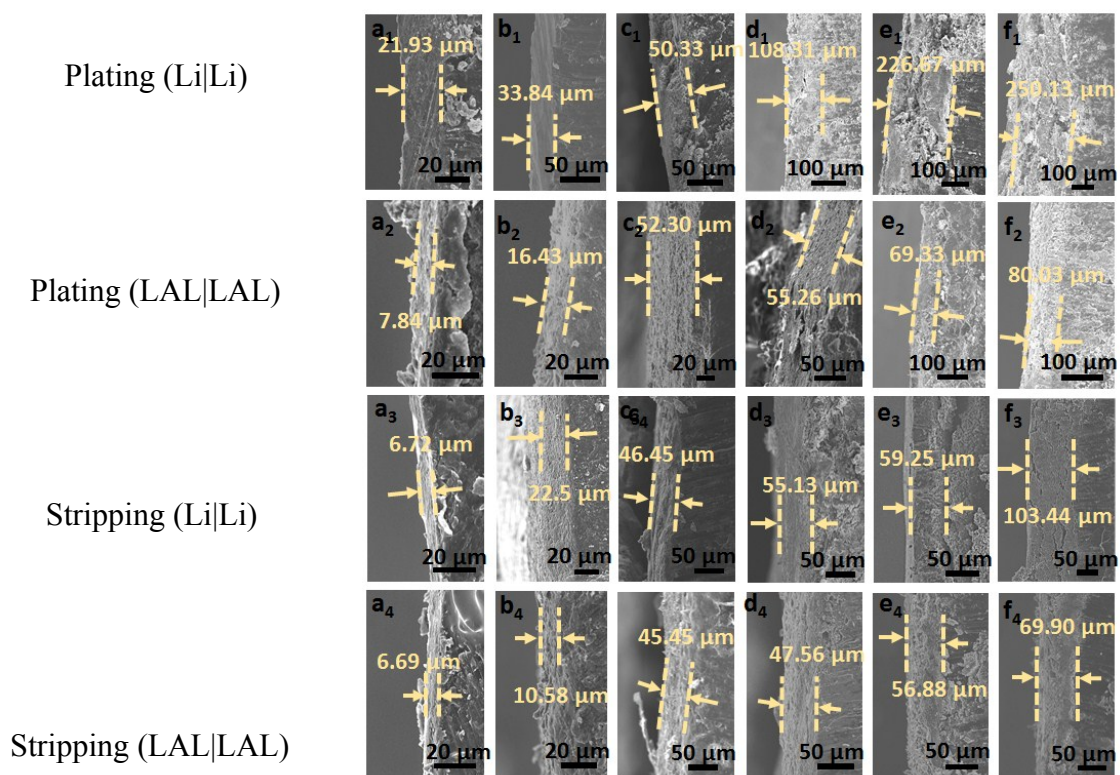 Plating (Li|Li)
a1
21.93 μm
20 μm
b1
33.84 μm
50 μm
c1
50.33 μm
50 μm
d1
108.31 μm
100 μm
e1
226.67 μm
100 μm
f1
250.13 μm
100 μm
Plating (LAL|LAL)
a2
7.84 μm
20 μm
b2
16.43 μm
20 μm
c2
52.30 μm
20 μm
d2
55.26 μm
50 μm
e2
69.33 μm
100 μm
f2
80.03 μm
100 μm
Stripping (Li|Li)
a3
6.72 μm
20 μm
b3
22.5 μm
20 μm
46.45 μm
50 μm
d3
55.13 μm
50 μm
e3
59.25 μm
50 μm
f3
103.44 μm
50 μm
Stripping (LAL|LAL)
a4
6.69 μm
20 μm
b4
10.58 μm
20 μm
45.45 μm
50 μm
d4
47.56 μm
50 μm
e4
56.88 μm
50 μm
f4
69.90 μm
50 μm